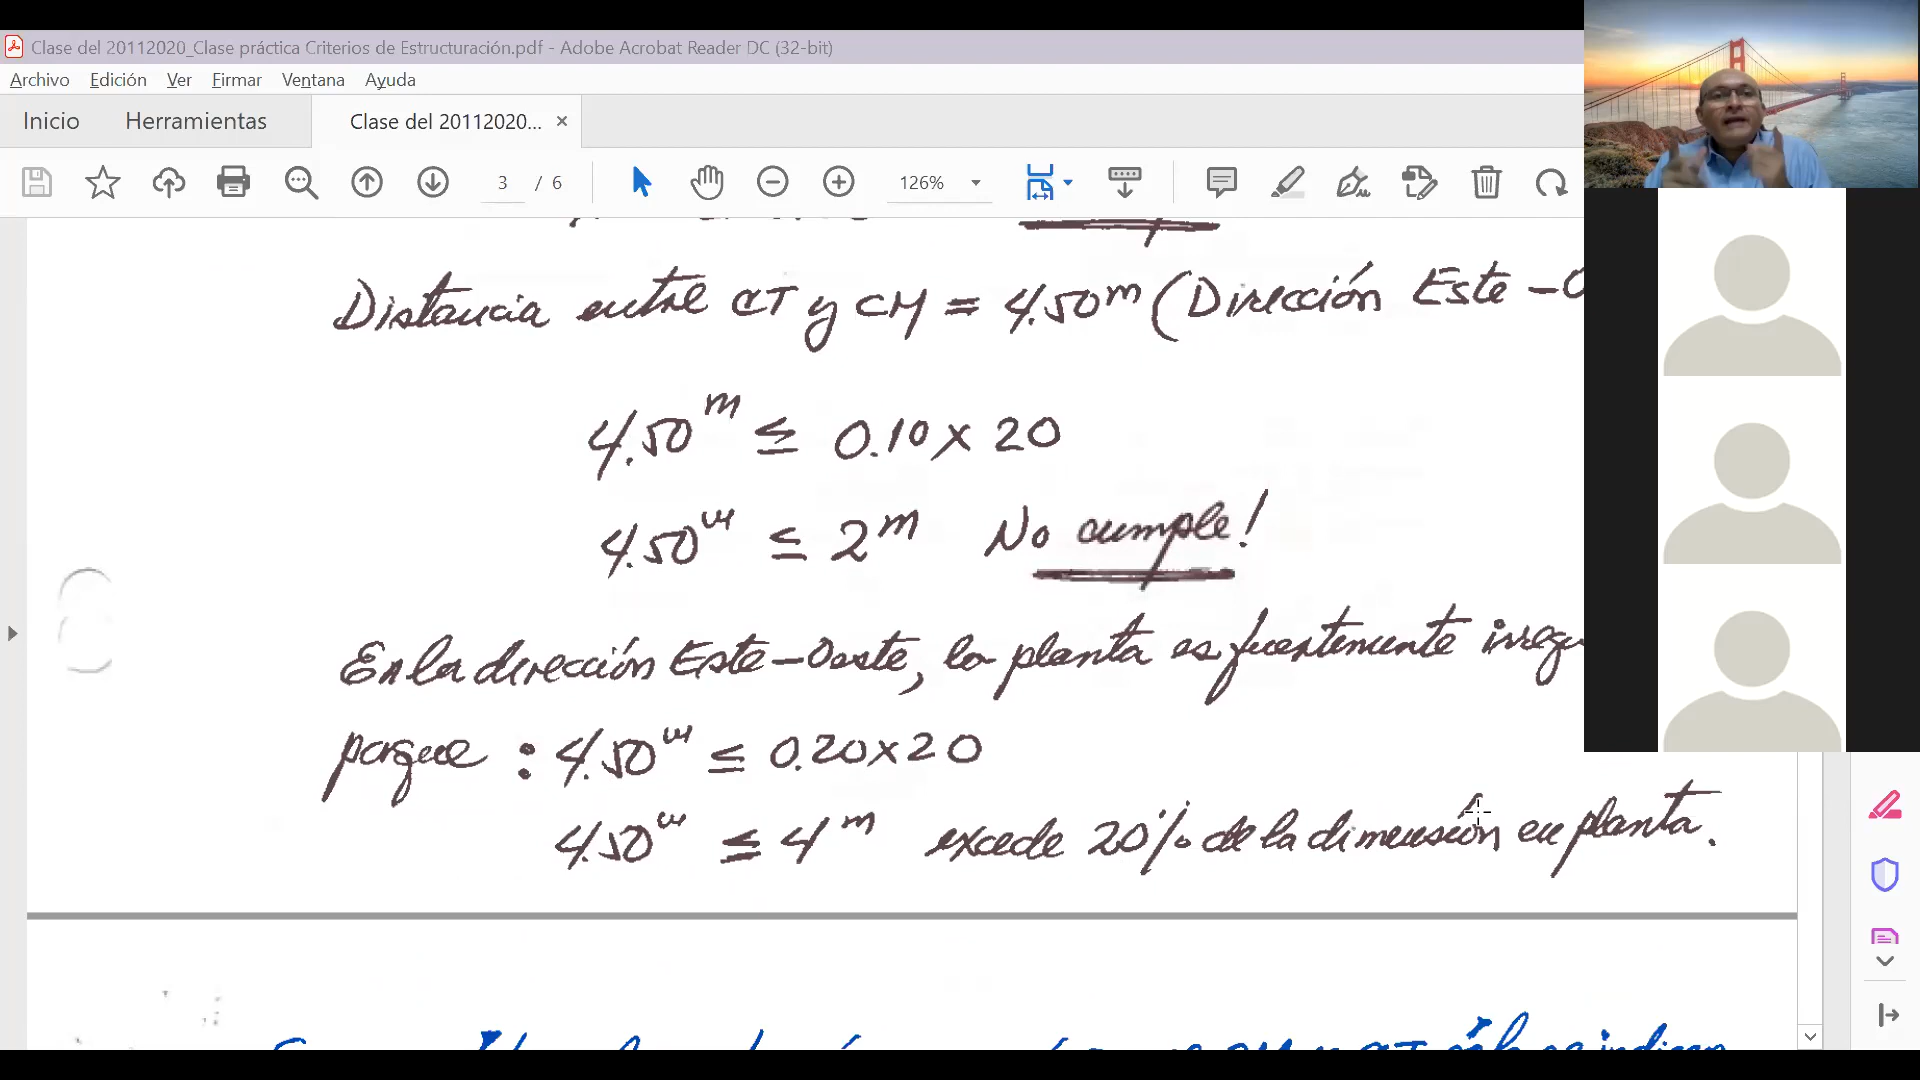 Clase del 20112020_Clase práctica Criterios de Estructuración.pdf - Adobe Acrobat Reader DC (32-bit)
Archivo Edición Ver Firmar Ventana Ayuda
Inicio Herramientas Clase del 20112020... ×
3 / 6 126%
Distancia entre CT y CM = 4.50m (Dirección Este-O
4.50m ≤ 0.10 x 20
4.50m ≤ 2m No cumple!
En la dirección Este-Oeste, la planta es fuertemente irregu
porque : 4.50m ≤ 0.20 x 20
4.50m ≤ 4m excede 20% de la dimensión en planta.